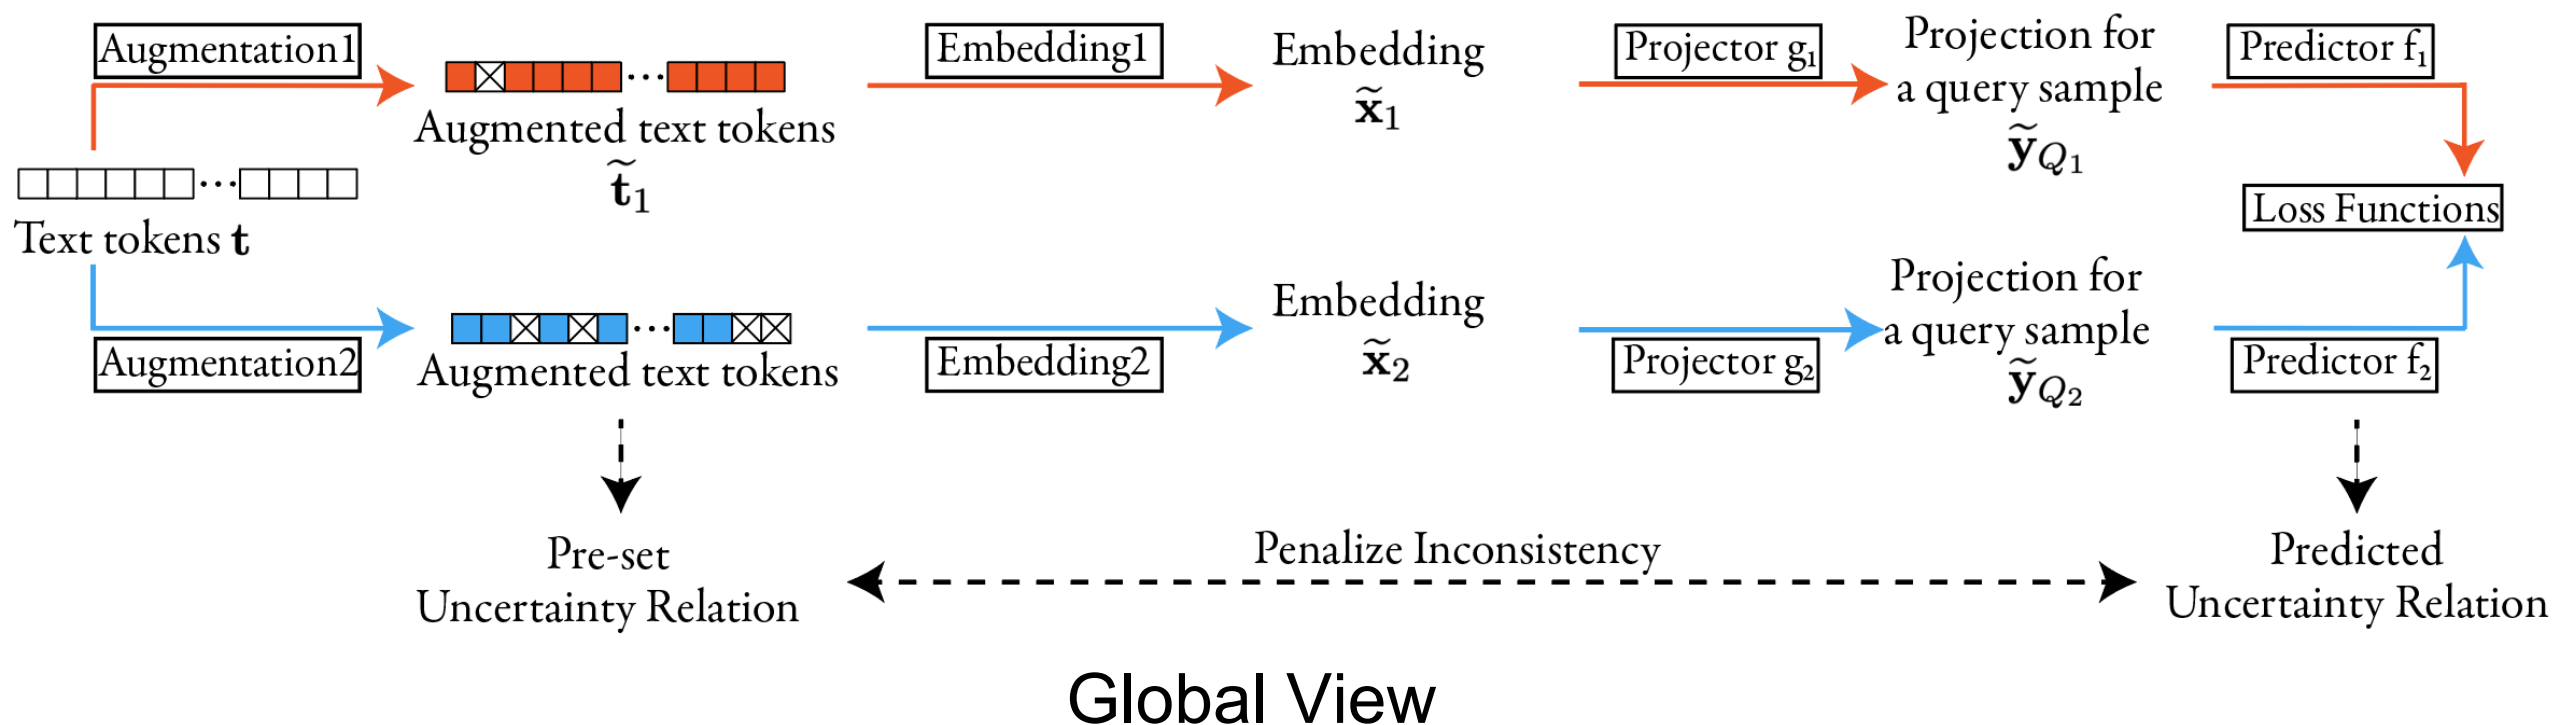 Augmentation1
Augmented text tokens
t̃₁
Embedding1
Embedding
x̃₁
Projector g₁
Projection for
a query sample
ỹ_Q₁
Predictor f₁
Text tokens t
Loss Functions
Augmentation2
Augmented text tokens
Embedding2
Embedding
x̃₂
Projector g₂
Projection for
a query sample
ỹ_Q₂
Predictor f₂
Pre-set
Uncertainty Relation
Penalize Inconsistency
Predicted
Uncertainty Relation
Global View